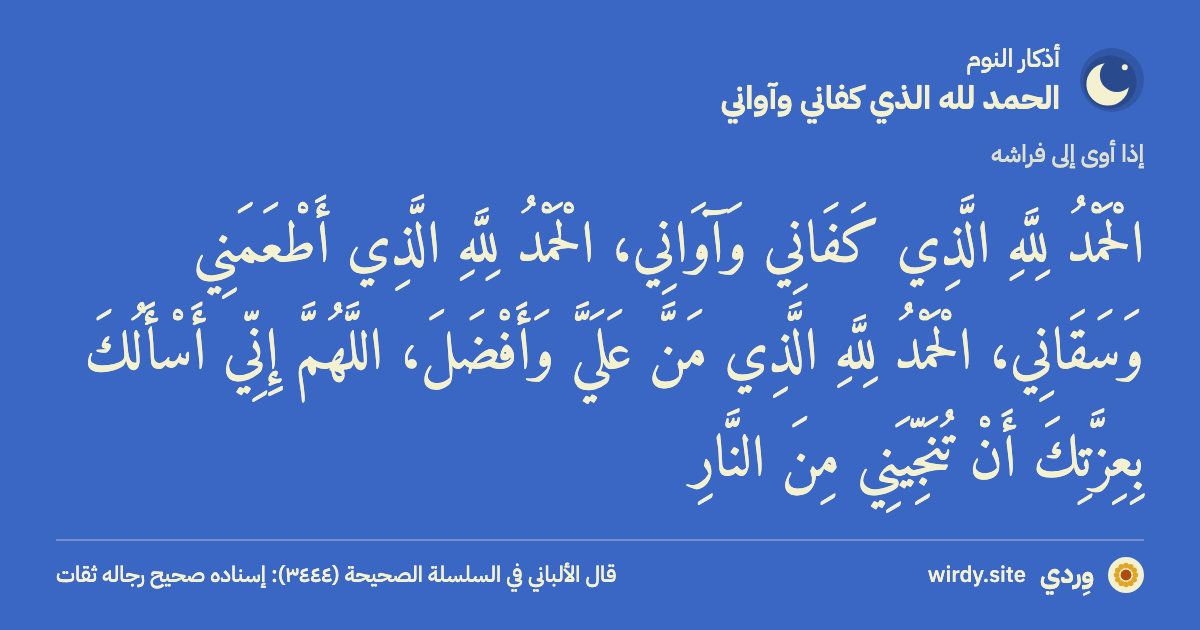 أذكار النوم
الحمد لله الذي كفاني وآواني
إذا أوى إلى فراشه
الْحَمْدُ لِلَّهِ الَّذِي كَفَانِي وَآوَانِي، الْحَمْدُ لِلَّهِ الَّذِي أَطْعَمَنِي
وَسَقَانِي، الْحَمْدُ لِلَّهِ الَّذِي مَنَّ عَلَيَّ وَأَفْضَلَ، اللَّهُمَّ إِنِّي أَسْأَلُكَ
بِعِزَّتِكَ أَنْ تُنَجِّيَنِي مِنَ النَّارِ
وِردي wirdy.site
قال الألباني في السلسلة الصحيحة (٣٤٤٤): إسناده صحيح رجاله ثقات